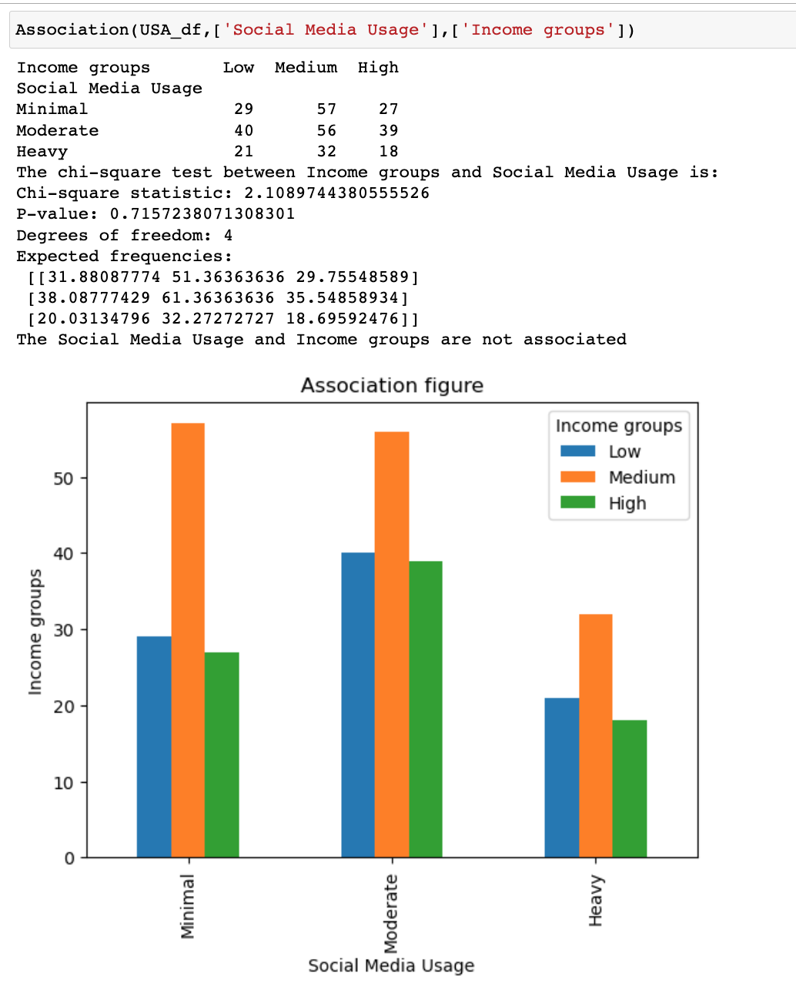 Association(USA_df,['Social Media Usage'],['Income groups'])
Income groups Low Medium High
Social Media Usage
Minimal 29 57 27
Moderate 40 56 39
Heavy 21 32 18
The chi-square test between Income groups and Social Media Usage is:
Chi-square statistic: 2.1089744380555526
P-value: 0.7157238071308301
Degrees of freedom: 4
Expected frequencies:
[[31.88087774 51.36363636 29.75548589]
[38.08777429 61.36363636 35.54858934]
[20.03134796 32.27272727 18.69592476]]
The Social Media Usage and Income groups are not associated
Association figure
Income groups
Low
Medium
High
50
40
30
20
10
0
Income groups
Minimal
Moderate
Heavy
Social Media Usage